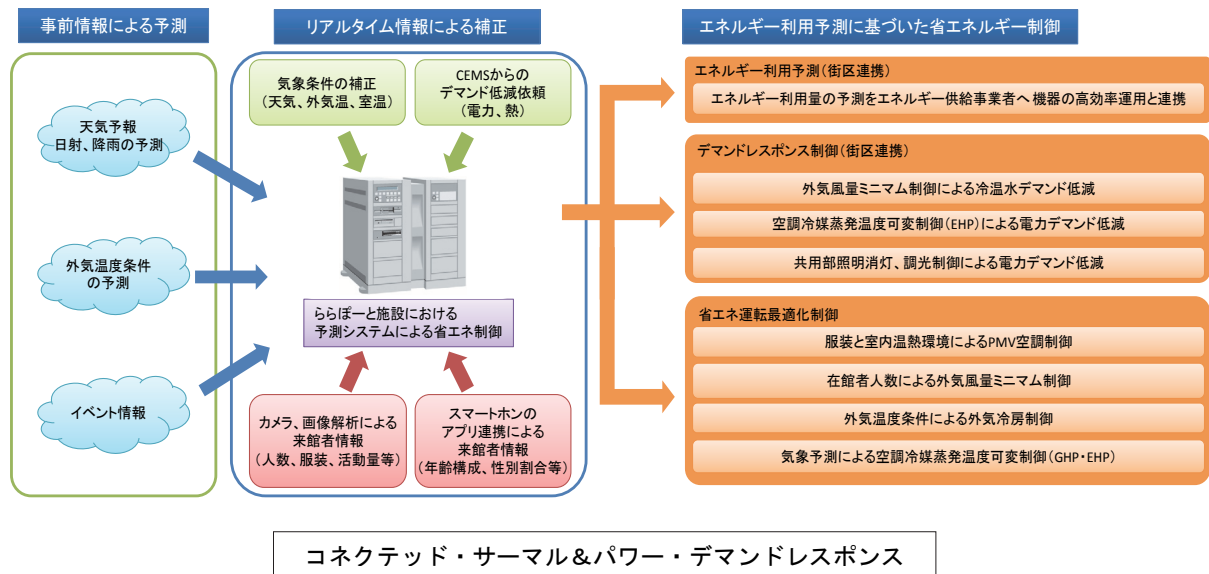 事前情報による予測
天気予報
日射、降雨の予測
外気温度条件
の予測
イベント情報
リアルタイム情報による補正
気象条件の補正
(天気、外気温、室温)
CEMSからの
デマンド低減依頼
(電力、熱)
ららぽーと施設における
予測システムによる省エネ制御
カメラ、画像解析による
来館者情報
(人数、服装、活動量等)
スマートホンの
アプリ連携による
来館者情報
(年齢構成、性別割合等)
エネルギー利用予測に基づいた省エネルギー制御
エネルギー利用予測(街区連携)
エネルギー利用量の予測をエネルギー供給事業者へ 機器の高効率運用と連携
デマンドレスポンス制御(街区連携)
外気風量ミニマム制御による冷温水デマンド低減
空調冷媒蒸発温度可変制御(EHP)による電力デマンド低減
共用部照明消灯、調光制御による電力デマンド低減
省エネ運転最適化制御
服装と室内温熱環境によるPMV空調制御
在館者人数による外気風量ミニマム制御
外気温度条件による外気冷房制御
気象予測による空調冷媒蒸発温度可変制御(GHP・EHP)
コネクテッド・サーマル&パワー・デマンドレスポンス